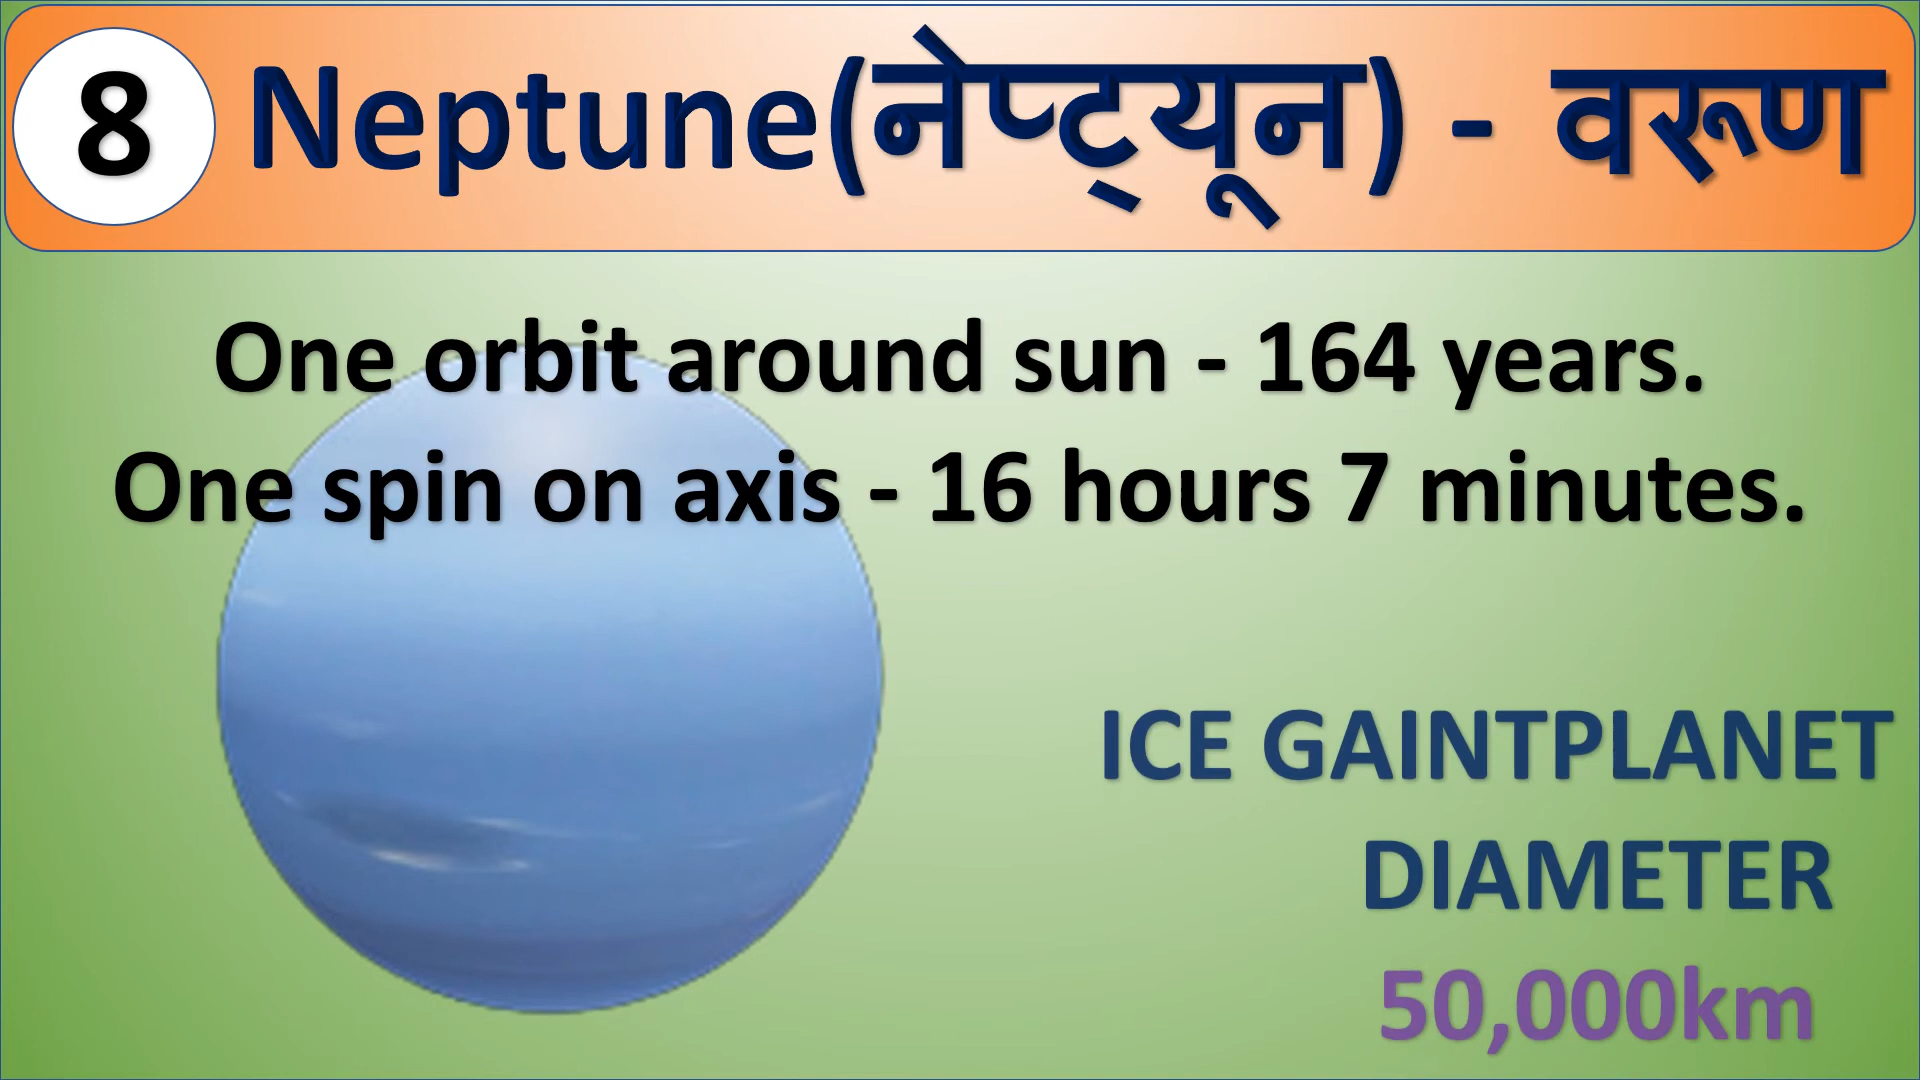 8 Neptune(नेप्ट्यून) - वरूण
One orbit around sun - 164 years.
One spin on axis - 16 hours 7 minutes.
ICE GAINTPLANET
DIAMETER
50,000km